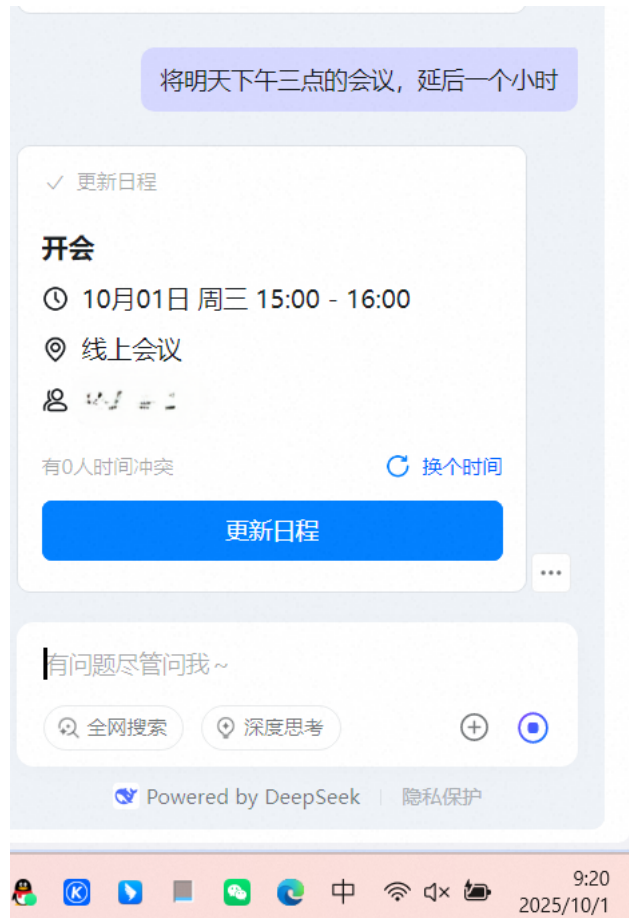 将明天下午三点的会议，延后一个小时
更新日程
开会
10月01日 周三 15:00 - 16:00
线上会议
有0人时间冲突
换个时间
更新日程
有问题尽管问我～
全网搜索
深度思考
Powered by DeepSeek
隐私保护
中
9:20
2025/10/1